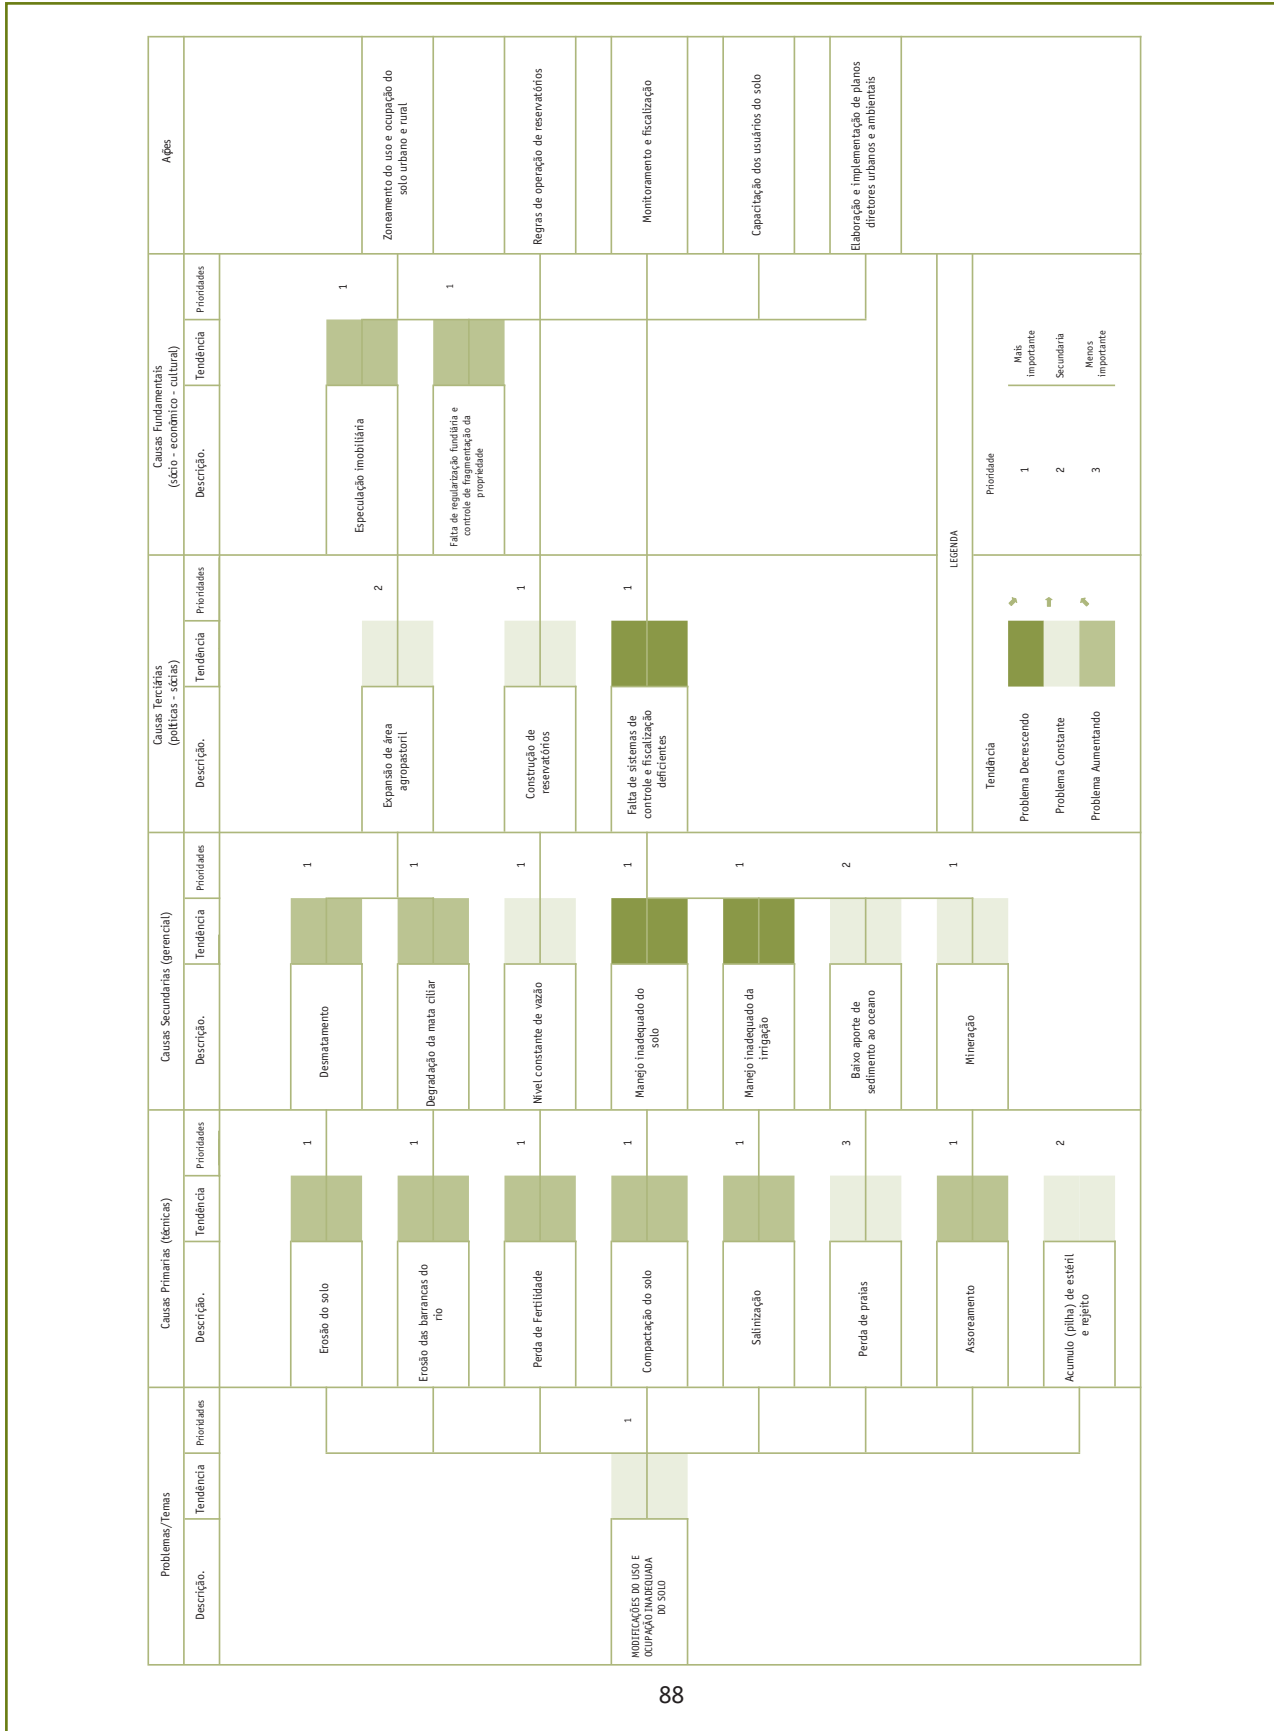 Problemas/Temas
Descrição.
Tendência
Prioridades
Causas Primarias (técnicas)
Descrição.
Tendência
Prioridades
Causas Secundarias (gerencial)
Descrição.
Tendência
Prioridades
Causas Terciárias
(políticas - sócias)
Descrição.
Tendência
Prioridades
Causas Fundamentais
(sócio - econômico - cultural)
Descrição.
Tendência
Prioridades
Ações
MODIFICAÇÕES DO USO E
OCUPAÇÃO INADEQUADA
DO SOLO
1
Erosão do solo
1
Erosão das barrancas do
rio
1
Perda de Fertilidade
1
Compactação do solo
1
Salinização
1
Perda de praias
3
Assoreamento
1
Acumulo (pilha) de estéril
e rejeito
2
Desmatamento
1
Degradação da mata ciliar
1
Nível constante de vazão
1
Manejo inadequado do
solo
1
Manejo inadequado da
irrigação
1
Baixo aporte de
sedimento ao oceano
2
Mineração
1
Expansão de área
agropastoril
2
Construção de
reservatórios
1
Falta de sistemas de
controle e fiscalização
deficientes
1
Especulação imobiliária
1
Falta de regularização fundiária e
controle de fragmentação da
propriedade
1
Zoneamento do uso e ocupação do
solo urbano e rural
Regras de operação de reservatórios
Monitoramento e fiscalização
Capacitação dos usuários do solo
Elaboração e implementação de planos
diretores urbanos e ambientais
LEGENDA
Tendência
Problema Decrescendo
Problema Constante
Problema Aumentando
Prioridade
1
Mais
importante
2
Secundaria
3
Menos
importante
88